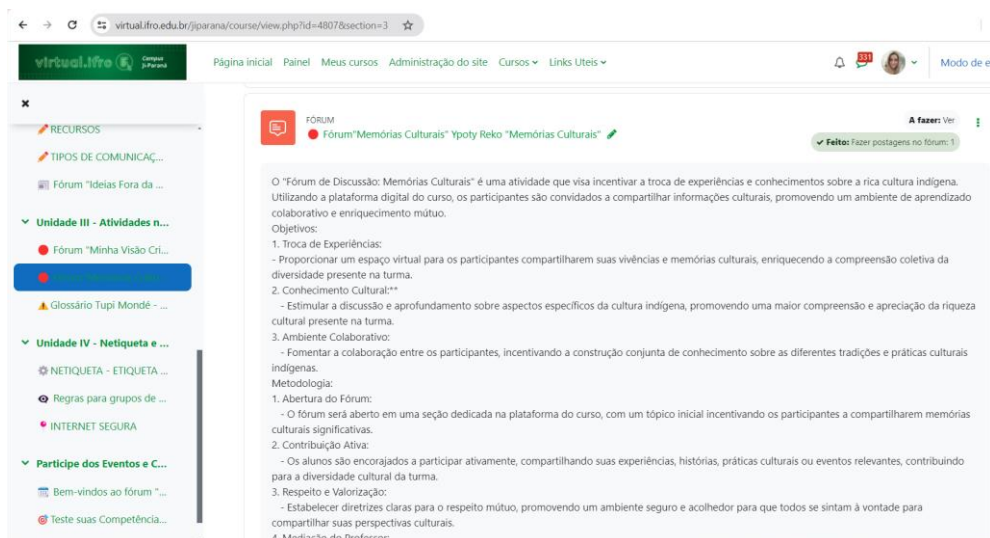 virtual.ifro.edu.br/jiparana/course/view.php?id=4807&section=3
virtual.ifro Campus Ji-Paraná
Página inicial Painel Meus cursos Administração do site Cursos Links Uteis 331 Modo de e
RECURSOS
TIPOS DE COMUNICAÇ...
Fórum "Ideias Fora da ...
Unidade III - Atividades n...
Fórum "Minha Visão Cri...
Glossário Tupi Mondé - ...
Unidade IV - Netiqueta e ...
NETIQUETA - ETIQUETA ...
Regras para grupos de ...
INTERNET SEGURA
Participe dos Eventos e C...
Bem-vindos ao fórum "...
Teste suas Competência...
FÓRUM
Fórum"Memórias Culturais" Ypoty Reko "Memórias Culturais"
A fazer: Ver
Feito: Fazer postagens no fórum: 1
O "Fórum de Discussão: Memórias Culturais" é uma atividade que visa incentivar a troca de experiências e conhecimentos sobre a rica cultura indígena.
Utilizando a plataforma digital do curso, os participantes são convidados a compartilhar informações culturais, promovendo um ambiente de aprendizado
colaborativo e enriquecimento mútuo.
Objetivos:
1. Troca de Experiências:
- Proporcionar um espaço virtual para os participantes compartilharem suas vivências e memórias culturais, enriquecendo a compreensão coletiva da
diversidade presente na turma.
2. Conhecimento Cultural:**
- Estimular a discussão e aprofundamento sobre aspectos específicos da cultura indígena, promovendo uma maior compreensão e apreciação da riqueza
cultural presente na turma.
3. Ambiente Colaborativo:
- Fomentar a colaboração entre os participantes, incentivando a construção conjunta de conhecimento sobre as diferentes tradições e práticas culturais
indígenas.
Metodologia:
1. Abertura do Fórum:
- O fórum será aberto em uma seção dedicada na plataforma do curso, com um tópico inicial incentivando os participantes a compartilharem memórias
culturais significativas.
2. Contribuição Ativa:
- Os alunos são encorajados a participar ativamente, compartilhando suas experiências, histórias, práticas culturais ou eventos relevantes, contribuindo
para a diversidade cultural da turma.
3. Respeito e Valorização:
- Estabelecer diretrizes claras para o respeito mútuo, promovendo um ambiente seguro e acolhedor para que todos se sintam à vontade para
compartilhar suas perspectivas culturais.
4. Mediação do Professor: